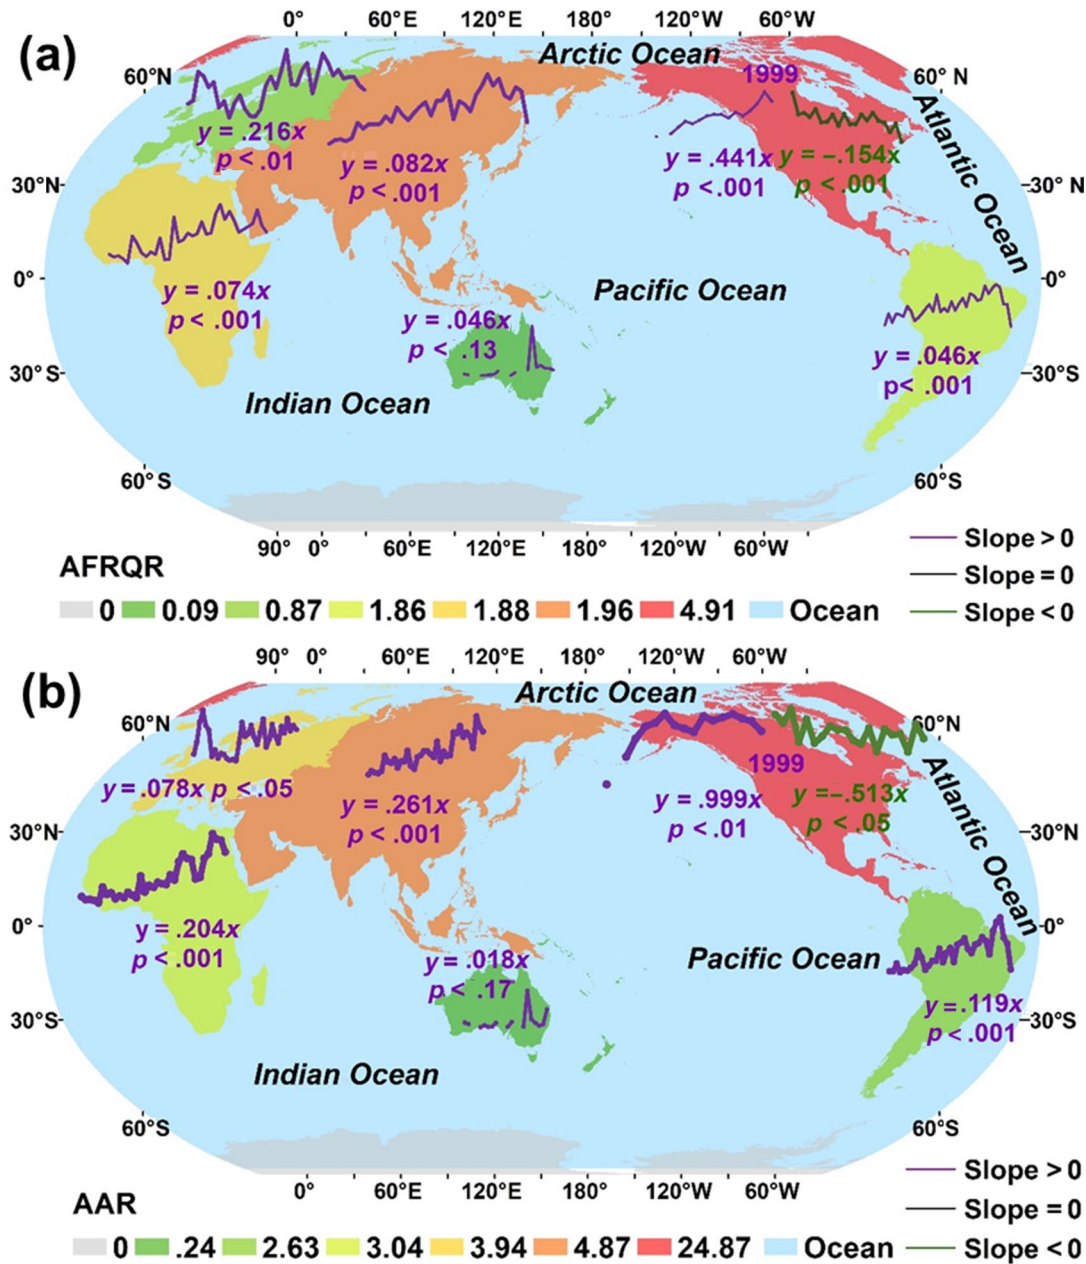 (a)
0° 60°E 120°E 180° 120°W 60°W
Arctic Ocean
60°N 60° N
1999
Atlantic Ocean
y = .216x
p < .01
y = .082x
p < .001
y = .441x
p < .001
y = –.154x
p < .001
30°N 30° N
0° 0°
y = .074x
p < .001
Pacific Ocean
y = .046x
p < .13
y = .046x
p< .001
30°S 30°S
Indian Ocean
60°S 60°S
90° 0° 60°E 120°E 180° 120°W 60°W
Slope > 0
Slope = 0
Slope < 0
AFRQR
0 0.09 0.87 1.86 1.88 1.96 4.91 Ocean
(b)
90° 0° 60°E 120°E 180° 120°W 60°W
Arctic Ocean
60°N 60°N
1999
Atlantic Ocean
y = .078x p < .05
y = .261x
p < .001
y = .999x
p < .01
y =–.513x
p < .05
30°N 30°N
0° 0°
y = .204x
p < .001
Pacific Ocean
y = .018x
p < .17
y = .119x
p < .001
30°S 30°S
Indian Ocean
60°S 60°S
0° 60°E 120°E 180° 120°W 60°W
Slope > 0
Slope = 0
Slope < 0
AAR
0 .24 2.63 3.04 3.94 4.87 24.87 Ocean